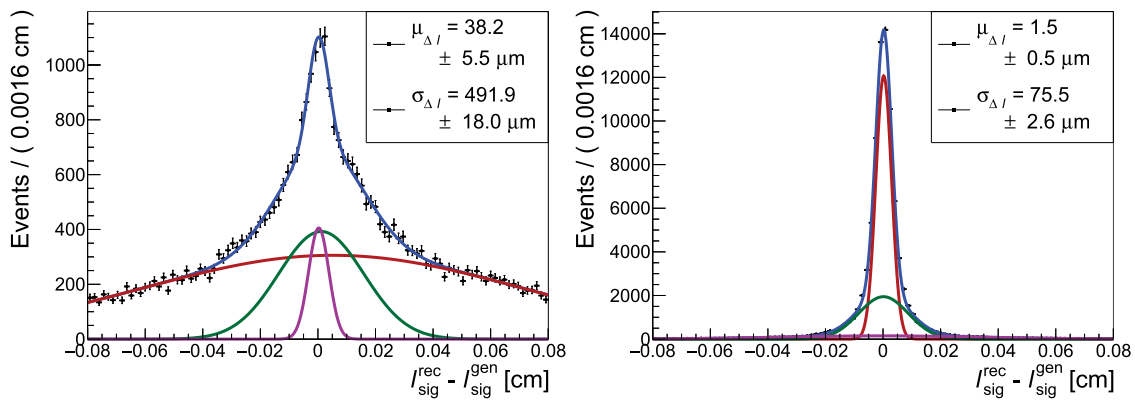 Events / ( 0.0016 cm)
1000
800
600
400
200
0
−0.08 −0.06 −0.04 −0.02 0 0.02 0.04 0.06 0.08
l_sig^rec - l_sig^gen [cm]
μ_Δl = 38.2
± 5.5 μm
σ_Δl = 491.9
± 18.0 μm
Events / ( 0.0016 cm)
14000
12000
10000
8000
6000
4000
2000
0
−0.08 −0.06 −0.04 −0.02 0 0.02 0.04 0.06 0.08
l_sig^rec - l_sig^gen [cm]
μ_Δl = 1.5
± 0.5 μm
σ_Δl = 75.5
± 2.6 μm